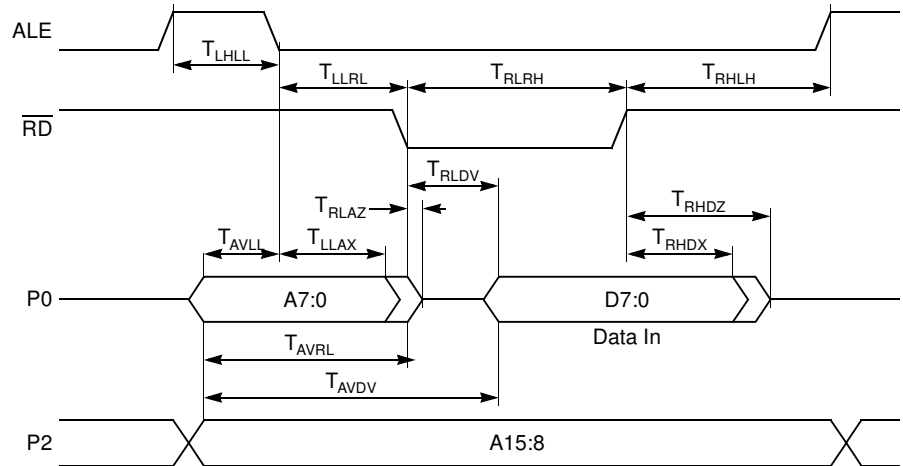 ALE
T_LHLL
T_LLRL
T_RLRH
T_RHLH
RD
T_RLDV
T_RLAZ
T_RHDZ
T_AVLL
T_LLAX
T_RHDX
P0
A7:0
D7:0
Data In
T_AVRL
T_AVDV
P2
A15:8